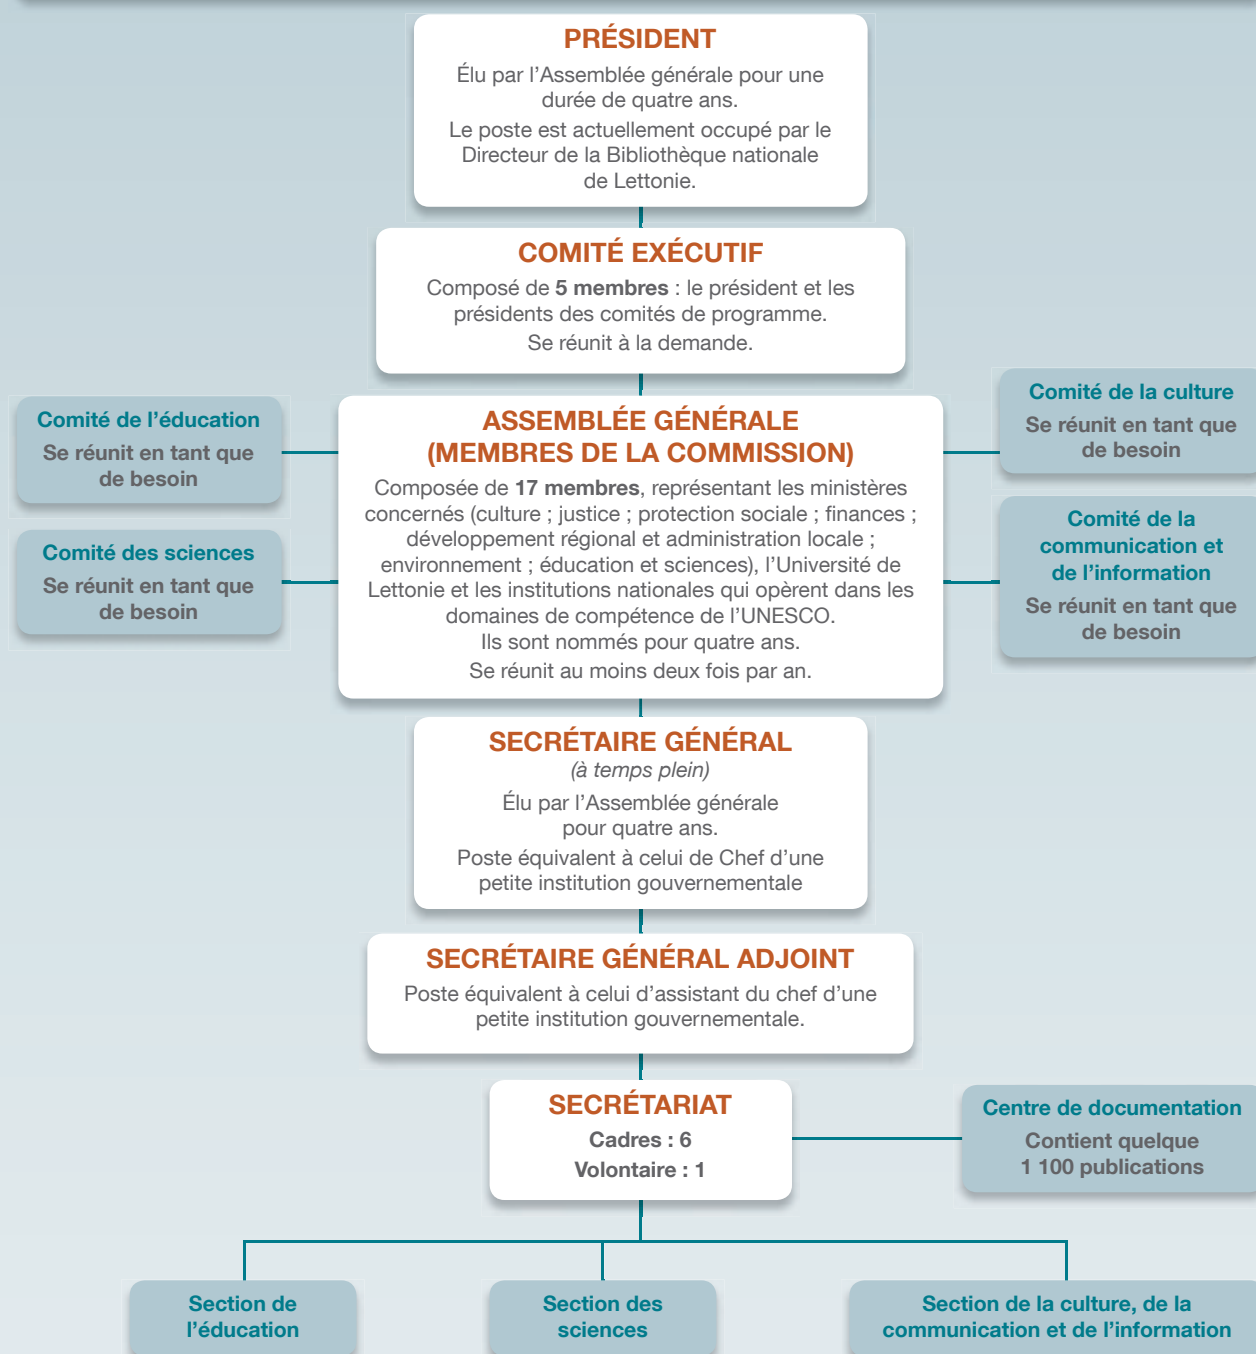 PRÉSIDENT
Élu par l’Assemblée générale pour une
durée de quatre ans.
Le poste est actuellement occupé par le
Directeur de la Bibliothèque nationale
de Lettonie.
COMITÉ EXÉCUTIF
Composé de 5 membres : le président et les
présidents des comités de programme.
Se réunit à la demande.
Comité de l’éducation
Se réunit en tant que
de besoin
Comité des sciences
Se réunit en tant que
de besoin
ASSEMBLÉE GÉNÉRALE
(MEMBRES DE LA COMMISSION)
Composée de 17 membres, représentant les ministères
concernés (culture ; justice ; protection sociale ; finances ;
développement régional et administration locale ;
environnement ; éducation et sciences), l’Université de
Lettonie et les institutions nationales qui opèrent dans les
domaines de compétence de l’UNESCO.
Ils sont nommés pour quatre ans.
Se réunit au moins deux fois par an.
Comité de la culture
Se réunit en tant que
de besoin
Comité de la
communication et
de l’information
Se réunit en tant que
de besoin
SECRÉTAIRE GÉNÉRAL
(à temps plein)
Élu par l’Assemblée générale
pour quatre ans.
Poste équivalent à celui de Chef d’une
petite institution gouvernementale
SECRÉTAIRE GÉNÉRAL ADJOINT
Poste équivalent à celui d’assistant du chef d’une
petite institution gouvernementale.
SECRÉTARIAT
Cadres : 6
Volontaire : 1
Centre de documentation
Contient quelque
1 100 publications
Section de
l’éducation
Section des
sciences
Section de la culture, de la
communication et de l’information